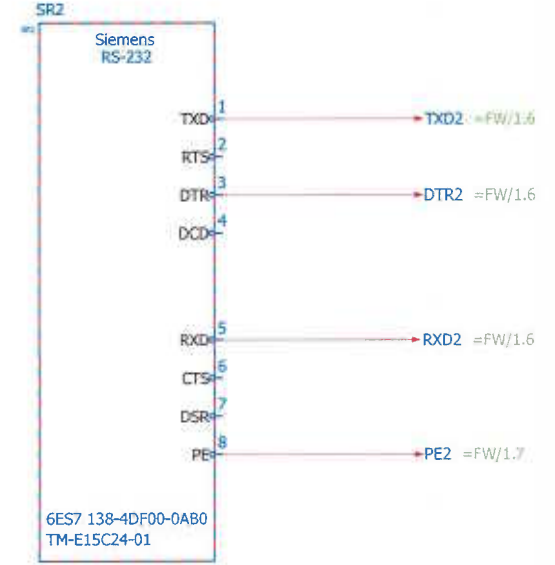 SR2
Siemens
RS-232
TXD 1 TXD2 =FW/1.6
RTS 2
DTR 3 DTR2 =FW/1.6
DCD 4
RXD 5 RXD2 =FW/1.6
CTS 6
DSR 7
PE 8 PE2 =FW/1.7
6ES7 138-4DF00-0AB0
TM-E15C24-01